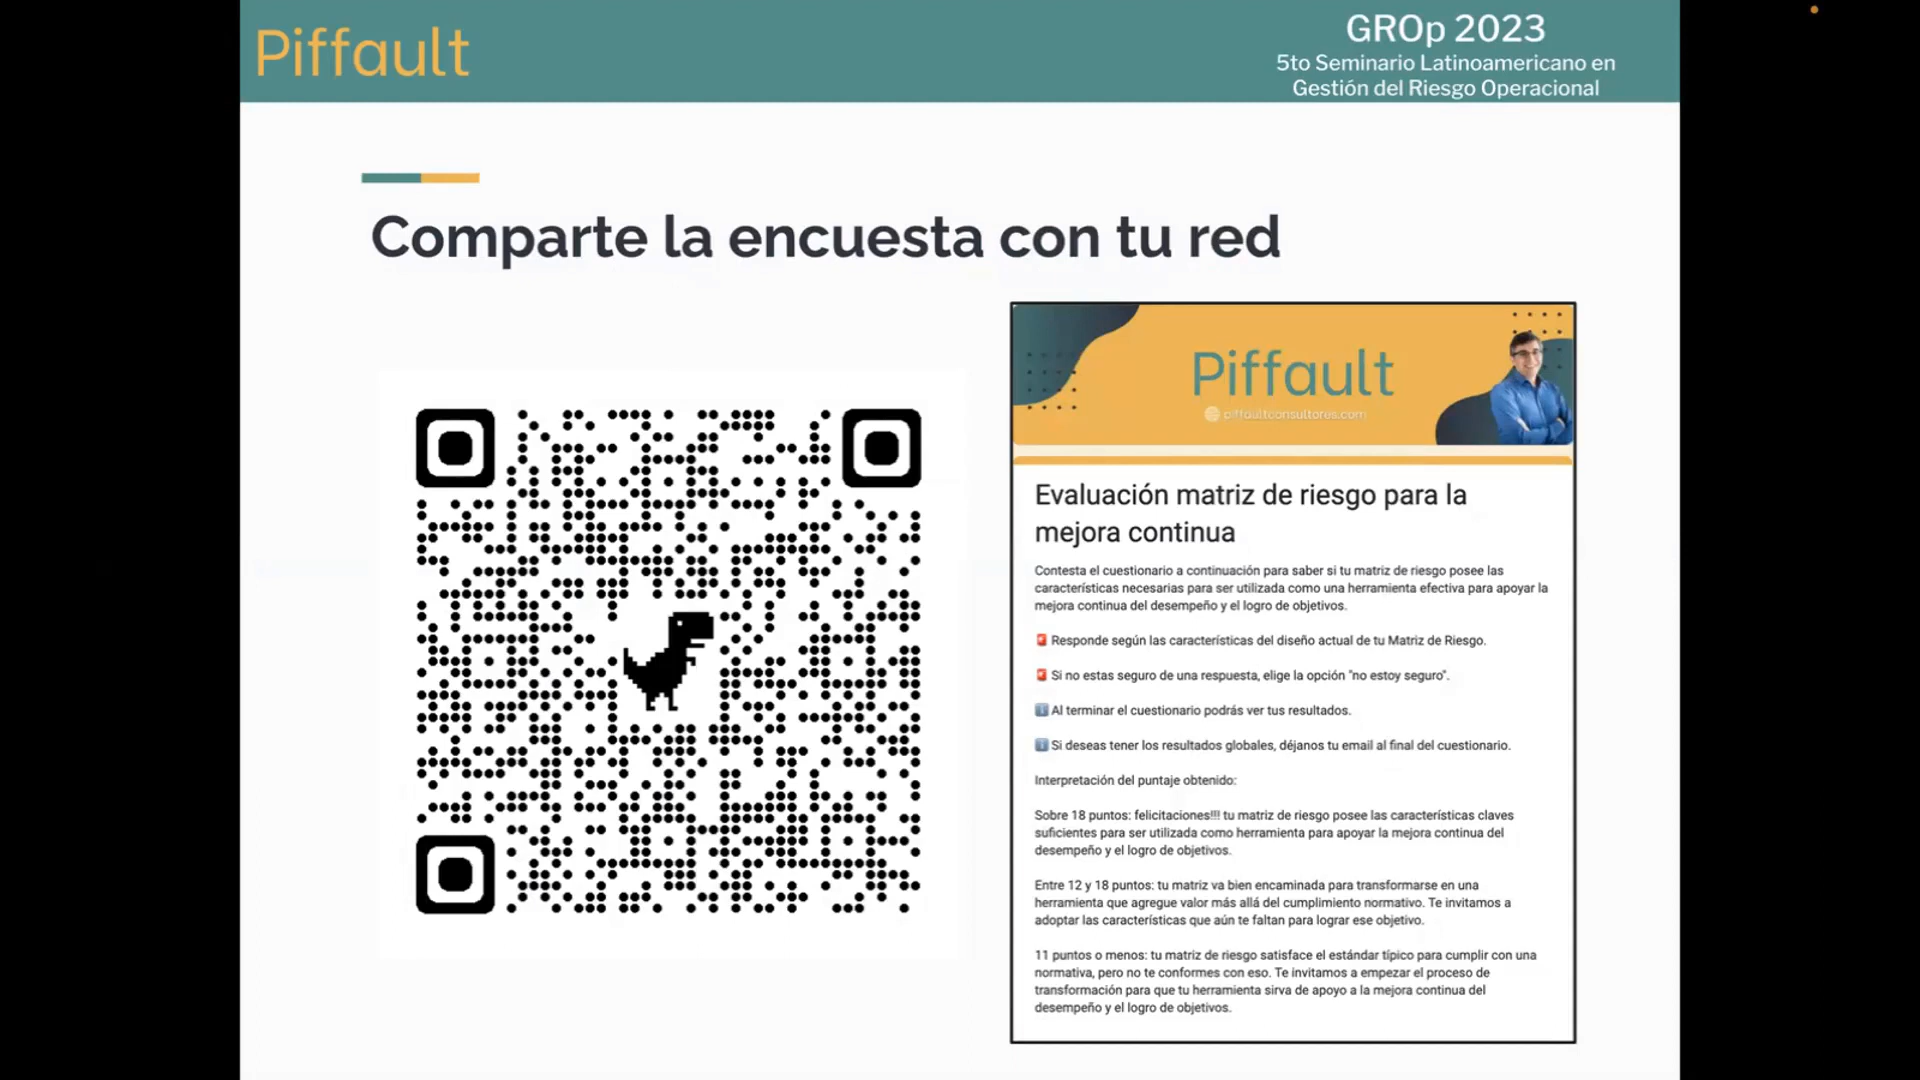 Piffault
GROp 2023
5to Seminario Latinoamericano en
Gestión del Riesgo Operacional
Comparte la encuesta con tu red
Piffault
piffaultconsultores.com
Evaluación matriz de riesgo para la
mejora continua
Contesta el cuestionario a continuación para saber si tu matriz de riesgo posee las
características necesarias para ser utilizada como una herramienta efectiva para apoyar la
mejora continua del desempeño y el logro de objetivos.
Responde según las características del diseño actual de tu Matriz de Riesgo.
Si no estas seguro de una respuesta, elige la opción "no estoy seguro".
Al terminar el cuestionario podrás ver tus resultados.
Si deseas tener los resultados globales, déjanos tu email al final del cuestionario.
Interpretación del puntaje obtenido:
Sobre 18 puntos: felicitaciones!!! tu matriz de riesgo posee las características claves
suficientes para ser utilizada como herramienta para apoyar la mejora continua del
desempeño y el logro de objetivos.
Entre 12 y 18 puntos: tu matriz va bien encaminada para transformarse en una
herramienta que agregue valor más allá del cumplimiento normativo. Te invitamos a
adoptar las características que aún te faltan para lograr ese objetivo.
11 puntos o menos: tu matriz de riesgo satisface el estándar típico para cumplir con una
normativa, pero no te conformes con eso. Te invitamos a empezar el proceso de
transformación para que tu herramienta sirva de apoyo a la mejora continua del
desempeño y el logro de objetivos.